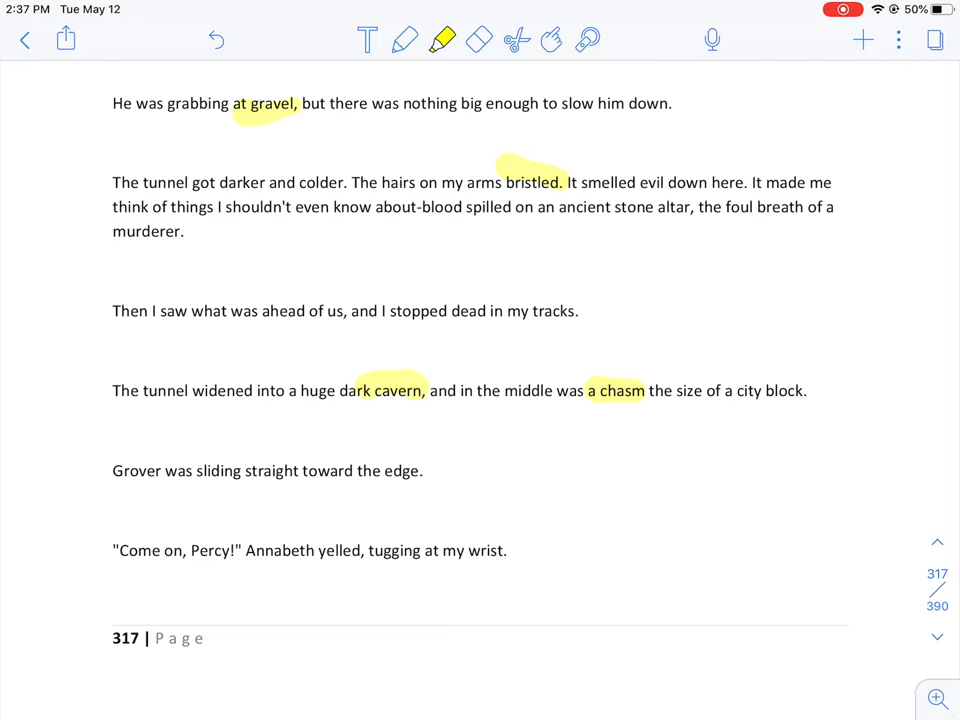 2:37 PM Tue May 12
50%
T
He was grabbing at gravel, but there was nothing big enough to slow him down.
The tunnel got darker and colder. The hairs on my arms bristled. It smelled evil down here. It made me
think of things I shouldn't even know about-blood spilled on an ancient stone altar, the foul breath of a
murderer.
Then I saw what was ahead of us, and I stopped dead in my tracks.
The tunnel widened into a huge dark cavern, and in the middle was a chasm the size of a city block.
Grover was sliding straight toward the edge.
"Come on, Percy!" Annabeth yelled, tugging at my wrist.
317
390
317 | P a g e